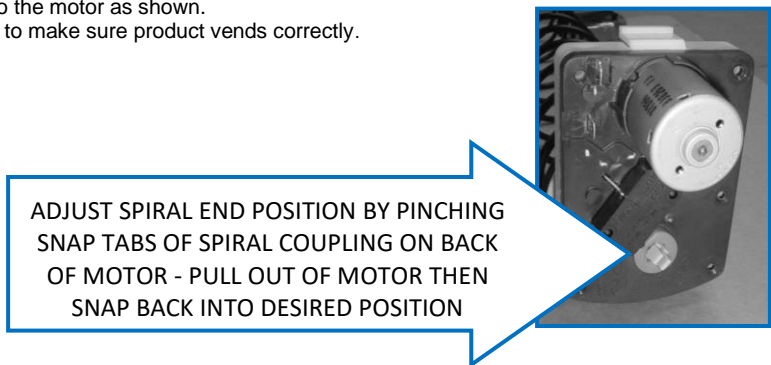 o the motor as shown.
to make sure product vends correctly.
ADJUST SPIRAL END POSITION BY PINCHING
SNAP TABS OF SPIRAL COUPLING ON BACK
OF MOTOR - PULL OUT OF MOTOR THEN
SNAP BACK INTO DESIRED POSITION